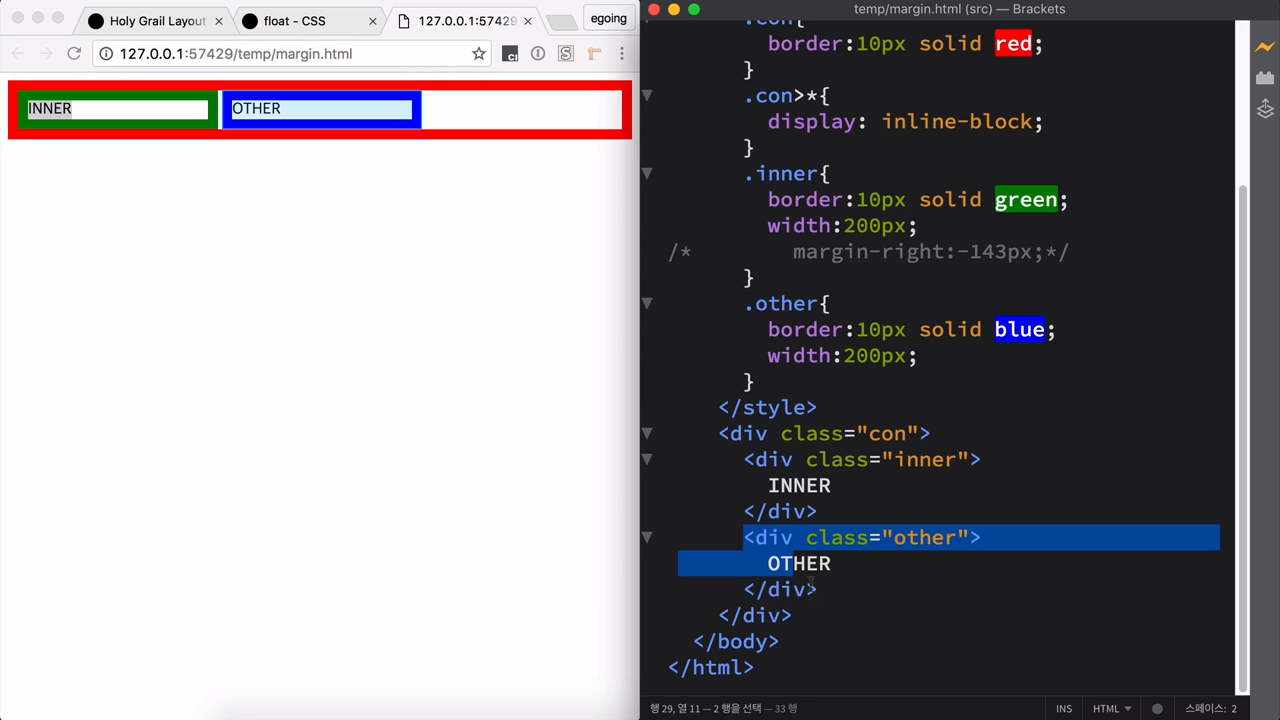 Holy Grail Layout
float - CSS
127.0.0.1:57429
egoing
127.0.0.1:57429/temp/margin.html
INNER
OTHER
temp/margin.html (src) — Brackets
.con{
border:10px solid red;
}
.con>*{
display: inline-block;
}
.inner{
border:10px solid green;
width:200px;
/* margin-right:-143px;*/
}
.other{
border:10px solid blue;
width:200px;
}
</style>
<div class="con">
<div class="inner">
INNER
</div>
<div class="other">
OTHER
</div>
</div>
</body>
</html>
행 29, 열 11 — 2 행을 선택 — 33 행
INS
HTML
스페이스: 2